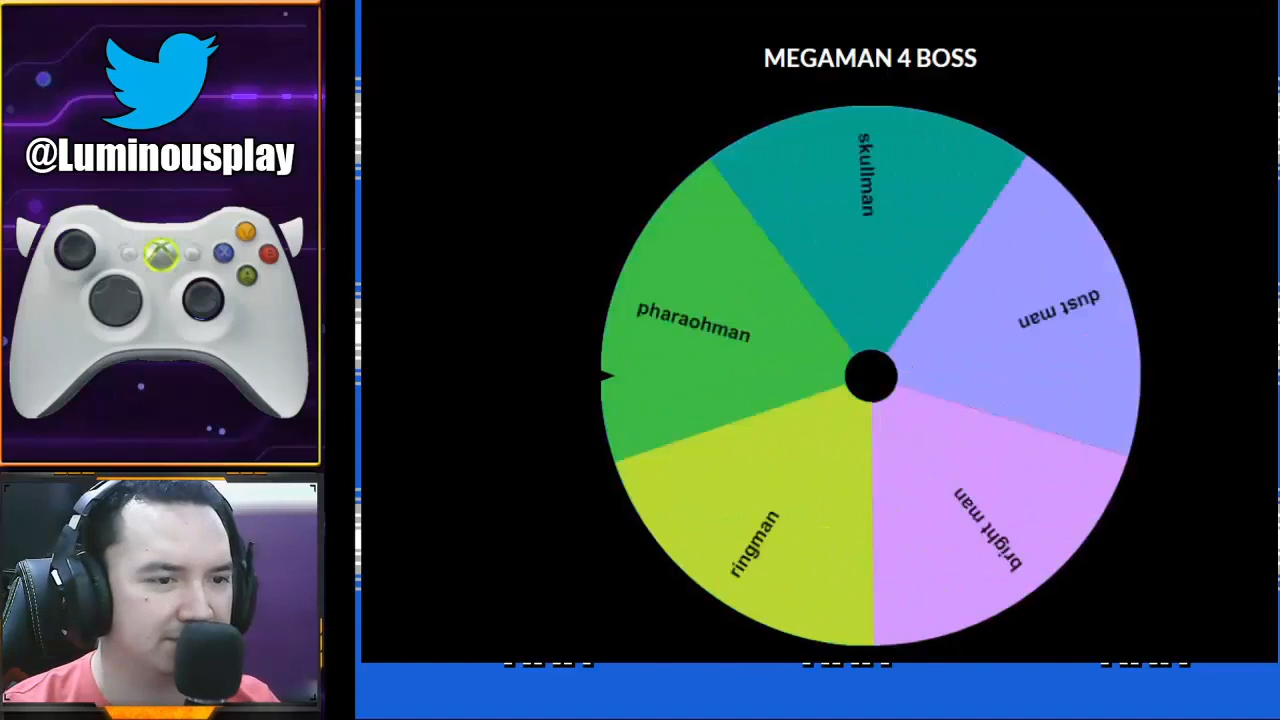 @Luminousplay
MEGAMAN 4 BOSS
skullman
dust man
pharaohman
bright man
ringman